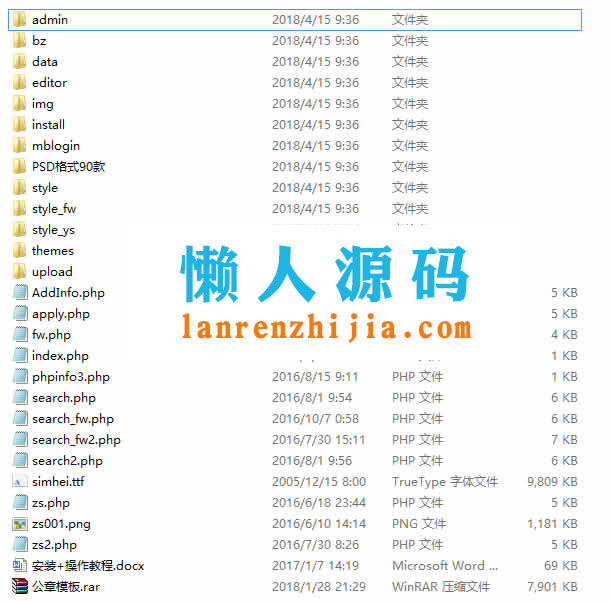 admin 2018/4/15 9:36 文件夹
bz 2018/4/15 9:36 文件夹
data 2018/4/15 9:36 文件夹
editor 2018/4/15 9:36 文件夹
img 2018/4/15 9:36 文件夹
install 2018/4/15 9:36 文件夹
mblogin 2018/4/15 9:36 文件夹
PSD格式90款 2018/4/15 9:36 文件夹
style 2018/4/15 9:36 文件夹
style_fw 2018/4/15 9:36 文件夹
style_ys
themes
upload
懒人源码
lanrenzhijia.com
AddInfo.php 5 KB
apply.php 5 KB
fw.php 4 KB
index.php 1 KB
phpinfo3.php 2016/8/15 9:11 PHP 文件 1 KB
search.php 2016/8/1 9:54 PHP 文件 6 KB
search_fw.php 2016/10/7 0:58 PHP 文件 6 KB
search_fw2.php 2016/7/30 15:11 PHP 文件 7 KB
search2.php 2016/8/1 9:56 PHP 文件 6 KB
simhei.ttf 2005/12/15 8:00 TrueType 字体文件 9,809 KB
zs.php 2016/6/18 23:44 PHP 文件 5 KB
zs001.png 2016/6/10 14:14 PNG 文件 1,181 KB
zs2.php 2016/7/30 8:26 PHP 文件 5 KB
安装+操作教程.docx 2017/1/7 14:19 Microsoft Word ... 69 KB
公章模板.rar 2018/1/28 21:29 WinRAR 压缩文件 7,901 KB